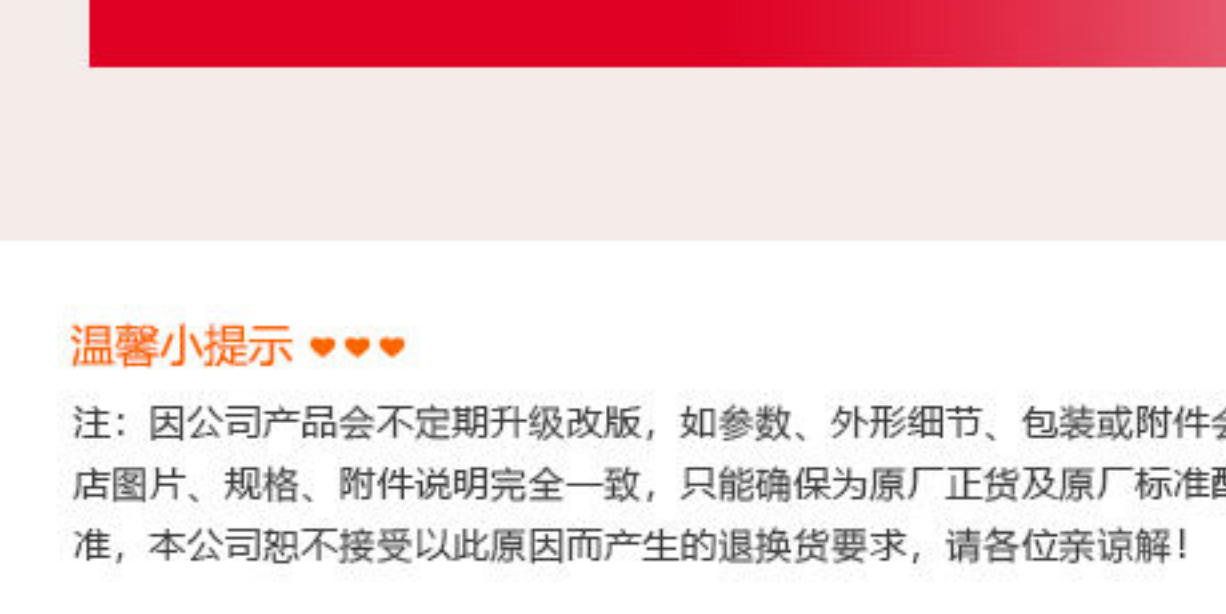 温馨小提示 ♥♥♥
注：因公司产品会不定期升级改版，如参数、外形细节、包装或附件会
店图片、规格、附件说明完全一致，只能确保为原厂正货及原厂标准配
准，本公司恕不接受以此原因而产生的退换货要求，请各位亲谅解！